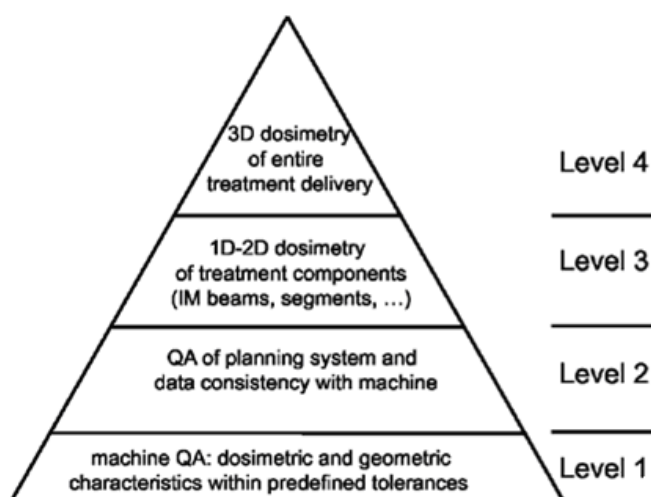 3D dosimetry
of entire
treatment delivery
Level 4
1D-2D dosimetry
of treatment components
(IM beams, segments, ...)
Level 3
QA of planning system and
data consistency with machine
Level 2
machine QA: dosimetric and geometric
characteristics within predefined tolerances
Level 1